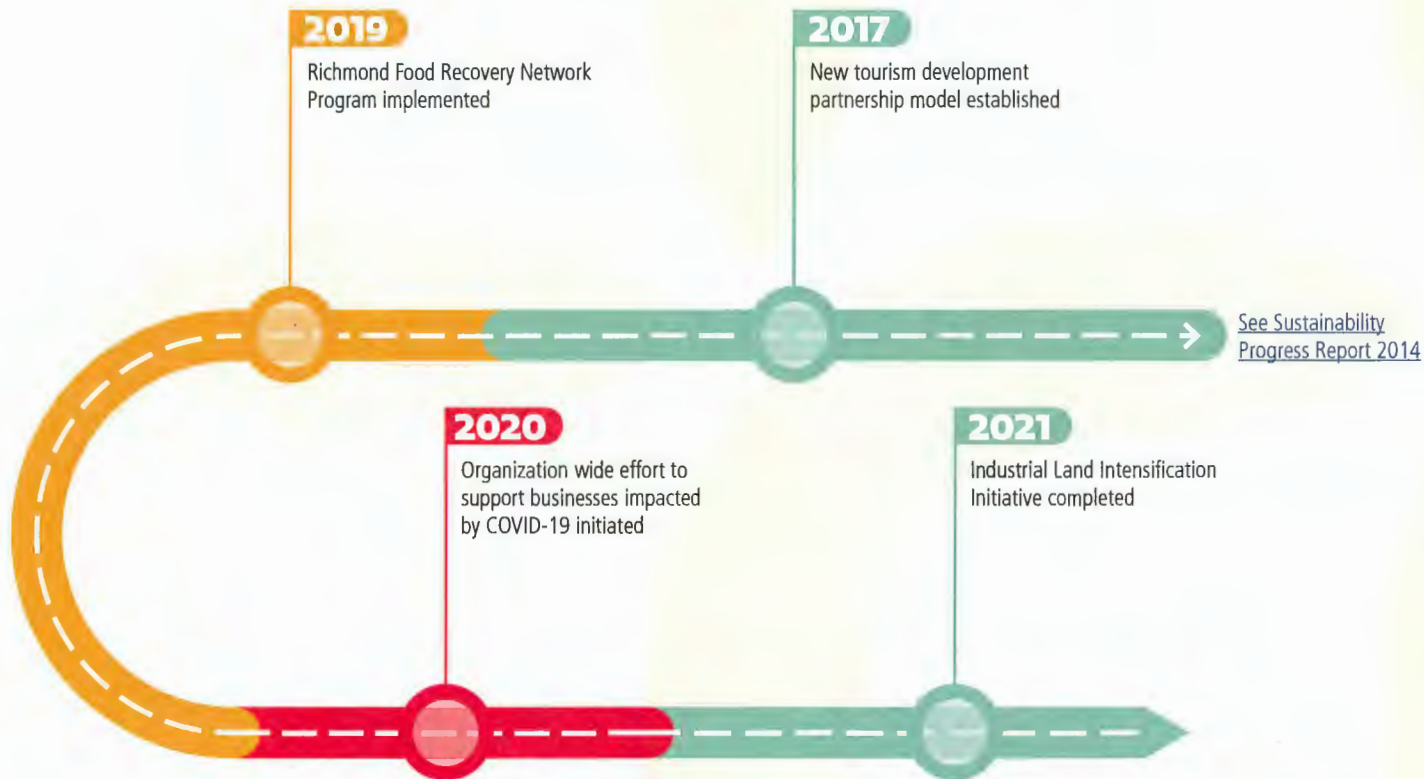 2019
Richmond Food Recovery Network
Program implemented
2017
New tourism development
partnership model established
See Sustainability
Progress Report 2014
2020
Organization wide effort to
support businesses impacted
by COVID-19 initiated
2021
Industrial Land Intensification
Initiative completed